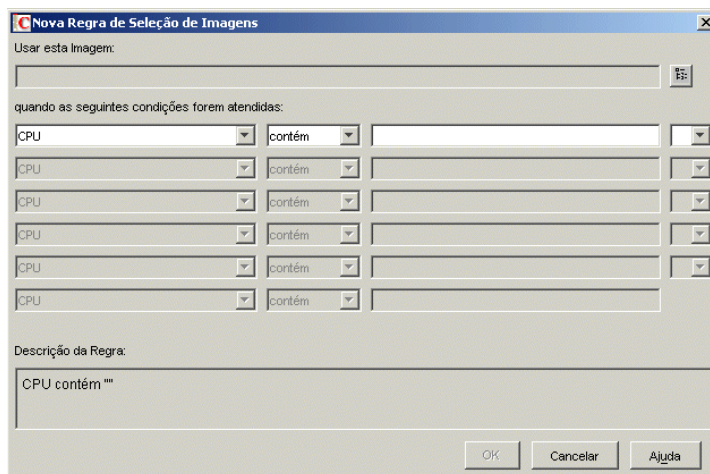 Nova Regra de Seleção de Imagens
Usar esta Imagem:
quando as seguintes condições forem atendidas:
CPU contém
CPU contém
CPU contém
CPU contém
CPU contém
CPU contém
Descrição da Regra:
CPU contém ""
OK Cancelar Ajuda